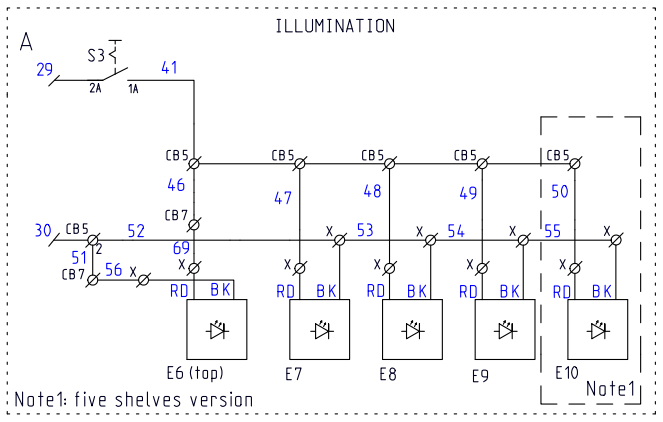 ILLUMINATION
A
S3
29
41
2A
1A
CB5 CB5 CB5 CB5 CB5
46 47 48 49 50
CB7
30 CB5 52 X 53 X 54 X 55 X
2 69
51
CB7 56 X X X X X X
RD BK RD BK RD BK RD BK RD BK
E6 (top) E7 E8 E9 E10
Note1
Note1: five shelves version